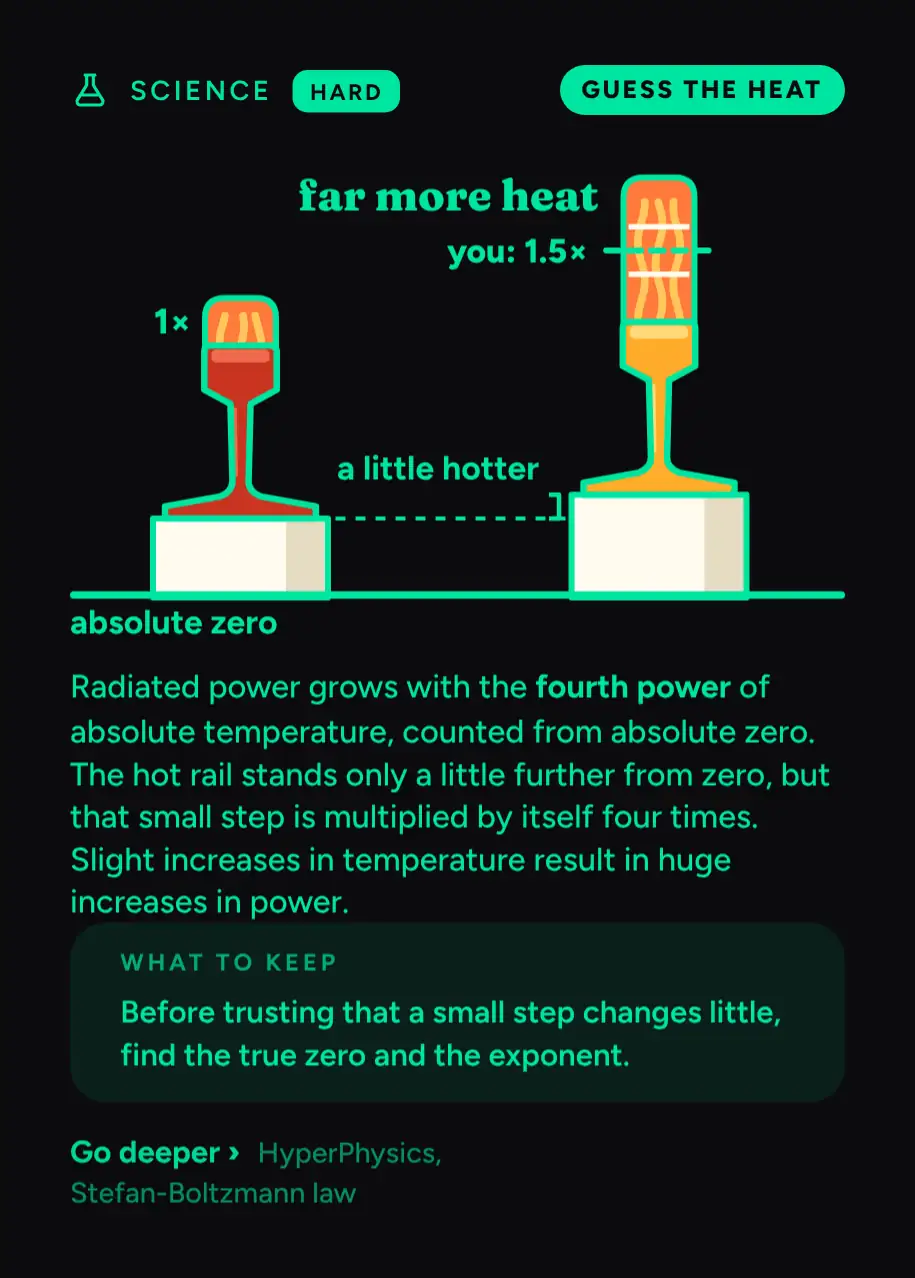 SCIENCE HARD GUESS THE HEAT
far more heat
you: 1.5×
1×
a little hotter
absolute zero
Radiated power grows with the fourth power of
absolute temperature, counted from absolute zero.
The hot rail stands only a little further from zero, but
that small step is multiplied by itself four times.
Slight increases in temperature result in huge
increases in power.
WHAT TO KEEP
Before trusting that a small step changes little,
find the true zero and the exponent.
Go deeper › HyperPhysics,
Stefan-Boltzmann law